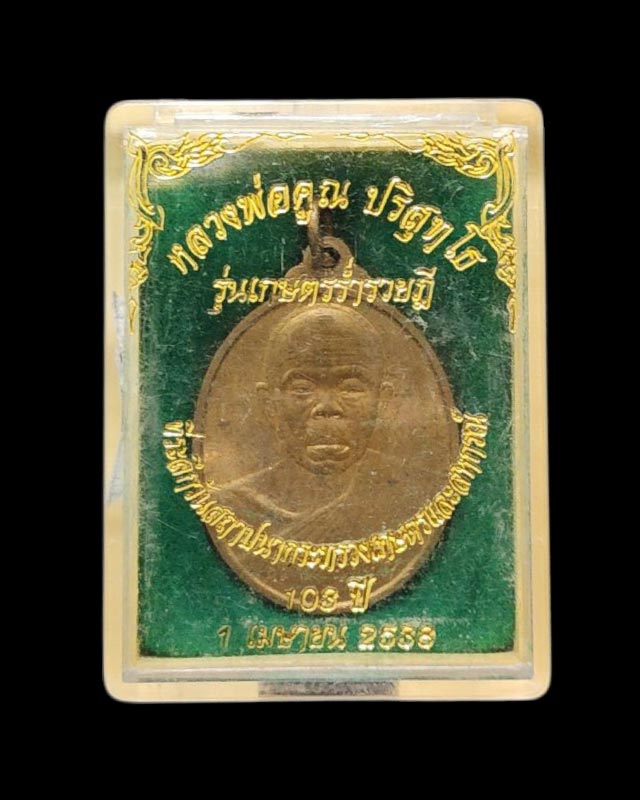 หลวงพ่อคูณ ปริสุทฺโธ
รุ่นเกษตรร่ำรวยฎี
ที่ระลึกวันสถาปนากระทรวงเกษตรและสหกรณ์
103 ปี
1 เมษายน 2538